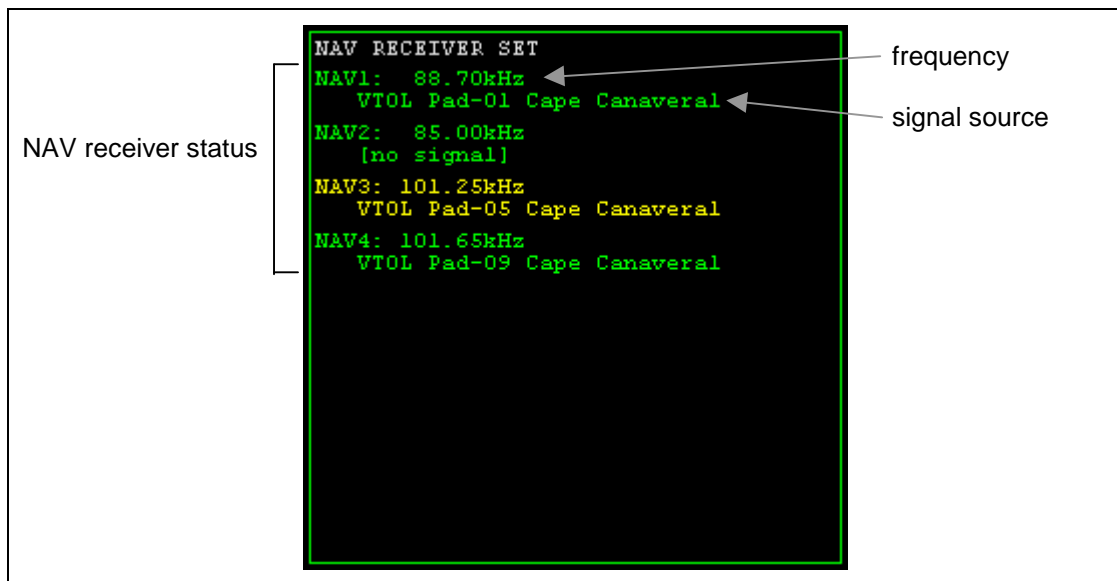 NAV RECEIVER SET
NAV1: 88.70kHz
VTOL Pad-01 Cape Canaveral
NAV2: 85.00kHz
[no signal]
NAV3: 101.25kHz
VTOL Pad-05 Cape Canaveral
NAV4: 101.65kHz
VTOL Pad-09 Cape Canaveral
NAV receiver status
frequency
signal source